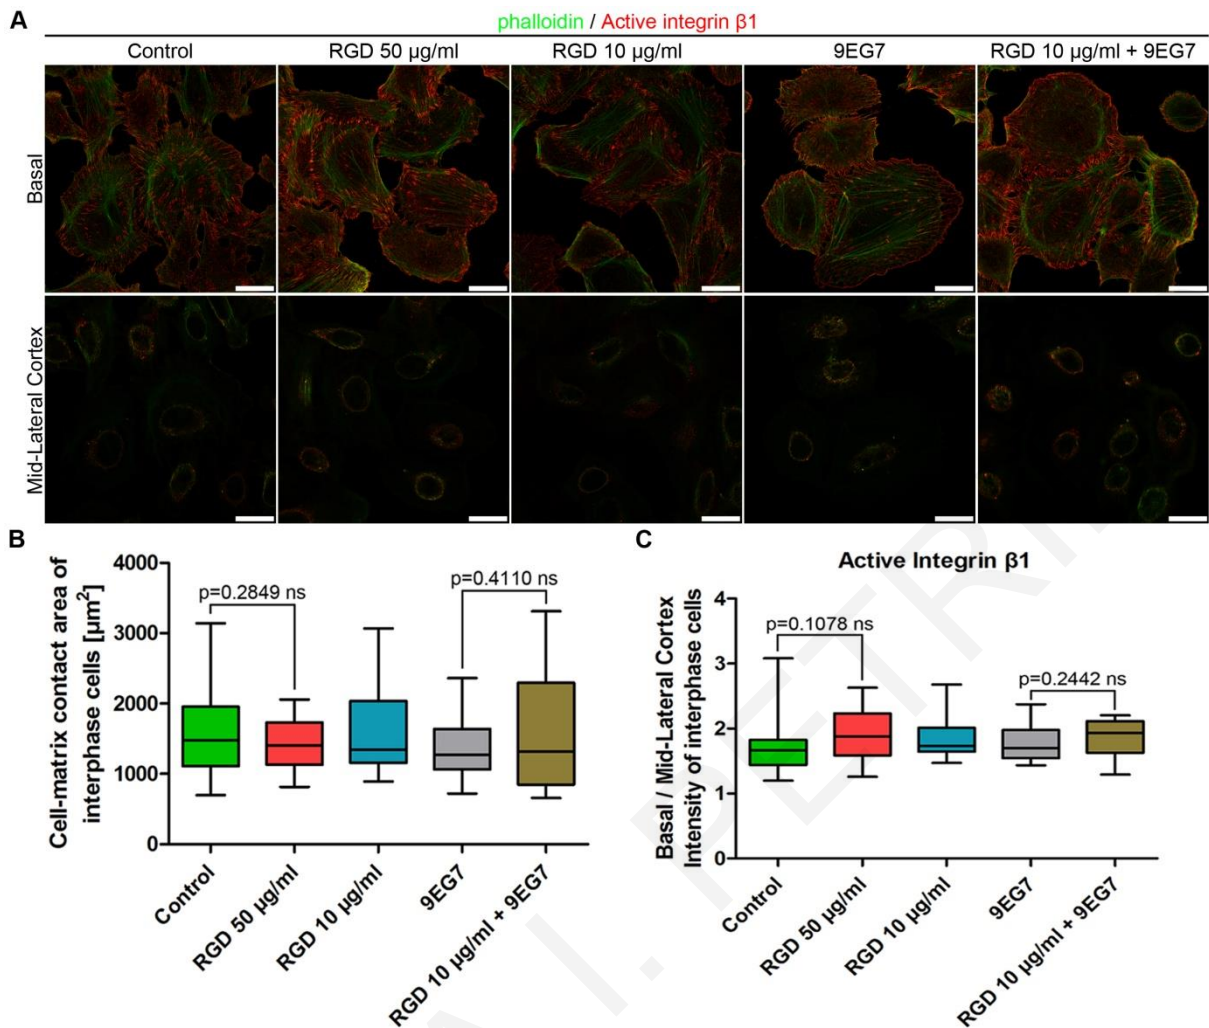 A
phalloidin / Active integrin β1
Control
RGD 50 µg/ml
RGD 10 µg/ml
9EG7
RGD 10 µg/ml + 9EG7
Basal
Mid-Lateral Cortex
B
Cell-matrix contact area of
interphase cells [µm²]
4000
3000
2000
1000
0
p=0.2849 ns
p=0.4110 ns
Control
RGD 50 µg/ml
RGD 10 µg/ml
9EG7
RGD 10 µg/ml + 9EG7
C
Active Integrin β1
Basal / Mid-Lateral Cortex
Intensity of interphase cells
4
3
2
1
0
p=0.1078 ns
p=0.2442 ns
Control
RGD 50 µg/ml
RGD 10 µg/ml
9EG7
RGD 10 µg/ml + 9EG7